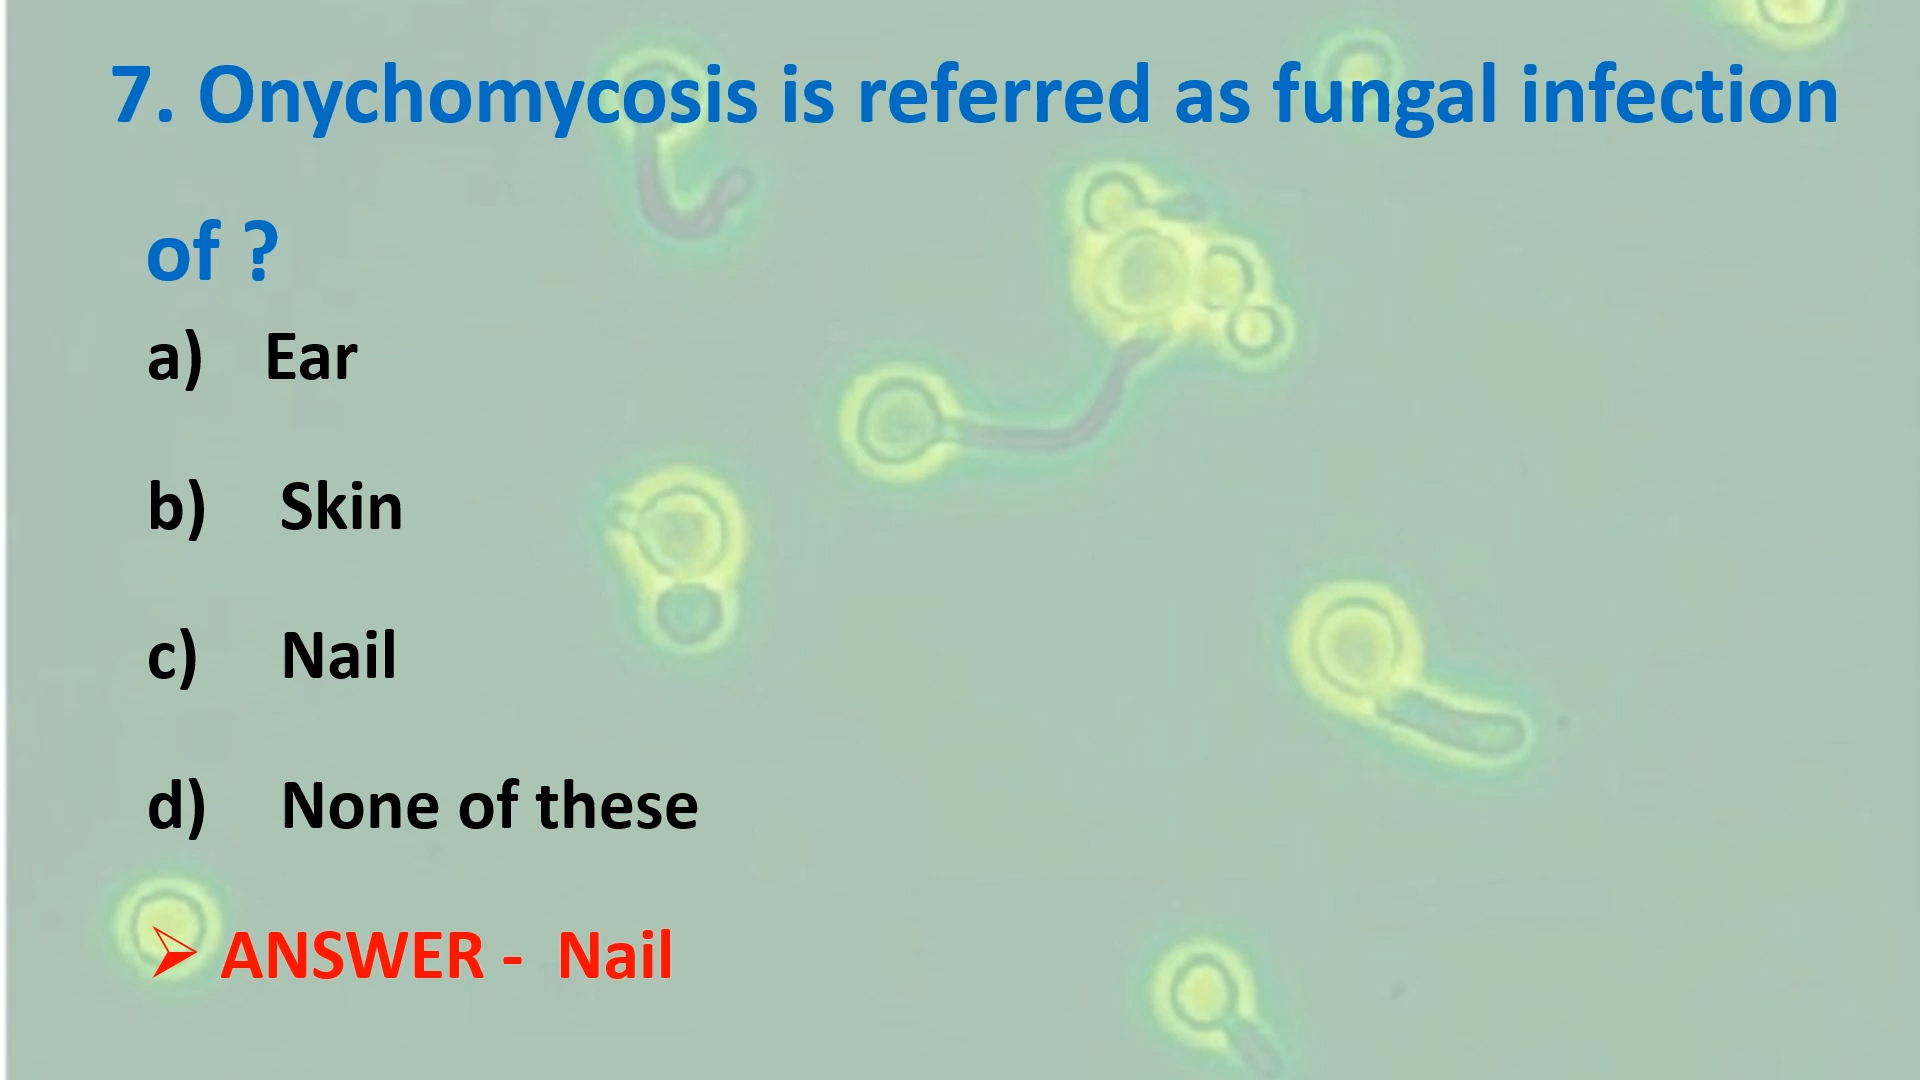 7. Onychomycosis is referred as fungal infection
of ?
a) Ear
b) Skin
c) Nail
d) None of these
➢ ANSWER - Nail